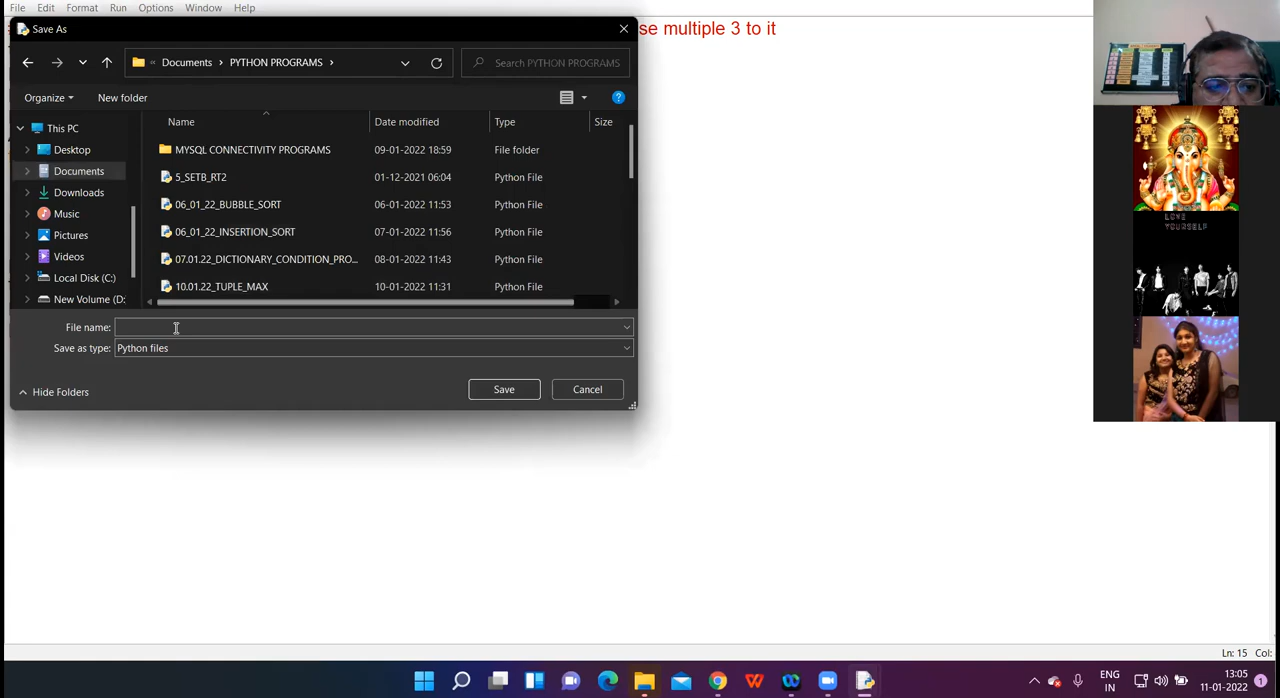 File Edit Format Run Options Window Help
Save As
se multiple 3 to it
Documents > PYTHON PROGRAMS >
Search PYTHON PROGRAMS
Organize
New folder
Name
Date modified
Type
Size
This PC
Desktop
Documents
Downloads
Music
Pictures
Videos
Local Disk (C:)
New Volume (D:
MYSQL CONNECTIVITY PROGRAMS 09-01-2022 18:59 File folder
5_SETB_RT2 01-12-2021 06:04 Python File
06_01_22_BUBBLE_SORT 06-01-2022 11:53 Python File
06_01_22_INSERTION_SORT 07-01-2022 11:56 Python File
07.01.22_DICTIONARY_CONDITION_PRO... 08-01-2022 11:43 Python File
10.01.22_TUPLE_MAX 10-01-2022 11:31 Python File
File name:
Save as type: Python files
Hide Folders
Save
Cancel
LOVE
YOURSELF
Ln: 15 Col:
ENG
IN
13:05
11-01-2022
1